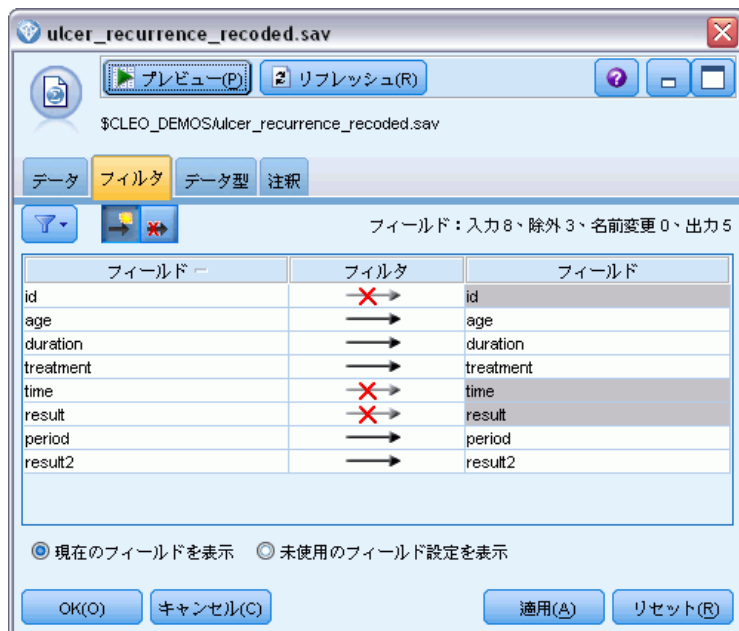 ulcer_recurrence_recoded.sav
プレビュー(P) リフレッシュ(R)
$CLEO_DEMOS/ulcer_recurrence_recoded.sav
データ フィルタ データ型 注釈
フィールド：入力 8、除外 3、名前変更 0、出力 5
フィールド フィルタ フィールド
id id
age age
duration duration
treatment treatment
time time
result result
period period
result2 result2
現在のフィールドを表示 未使用のフィールド設定を表示
OK(O) キャンセル(C) 適用(A) リセット(R)